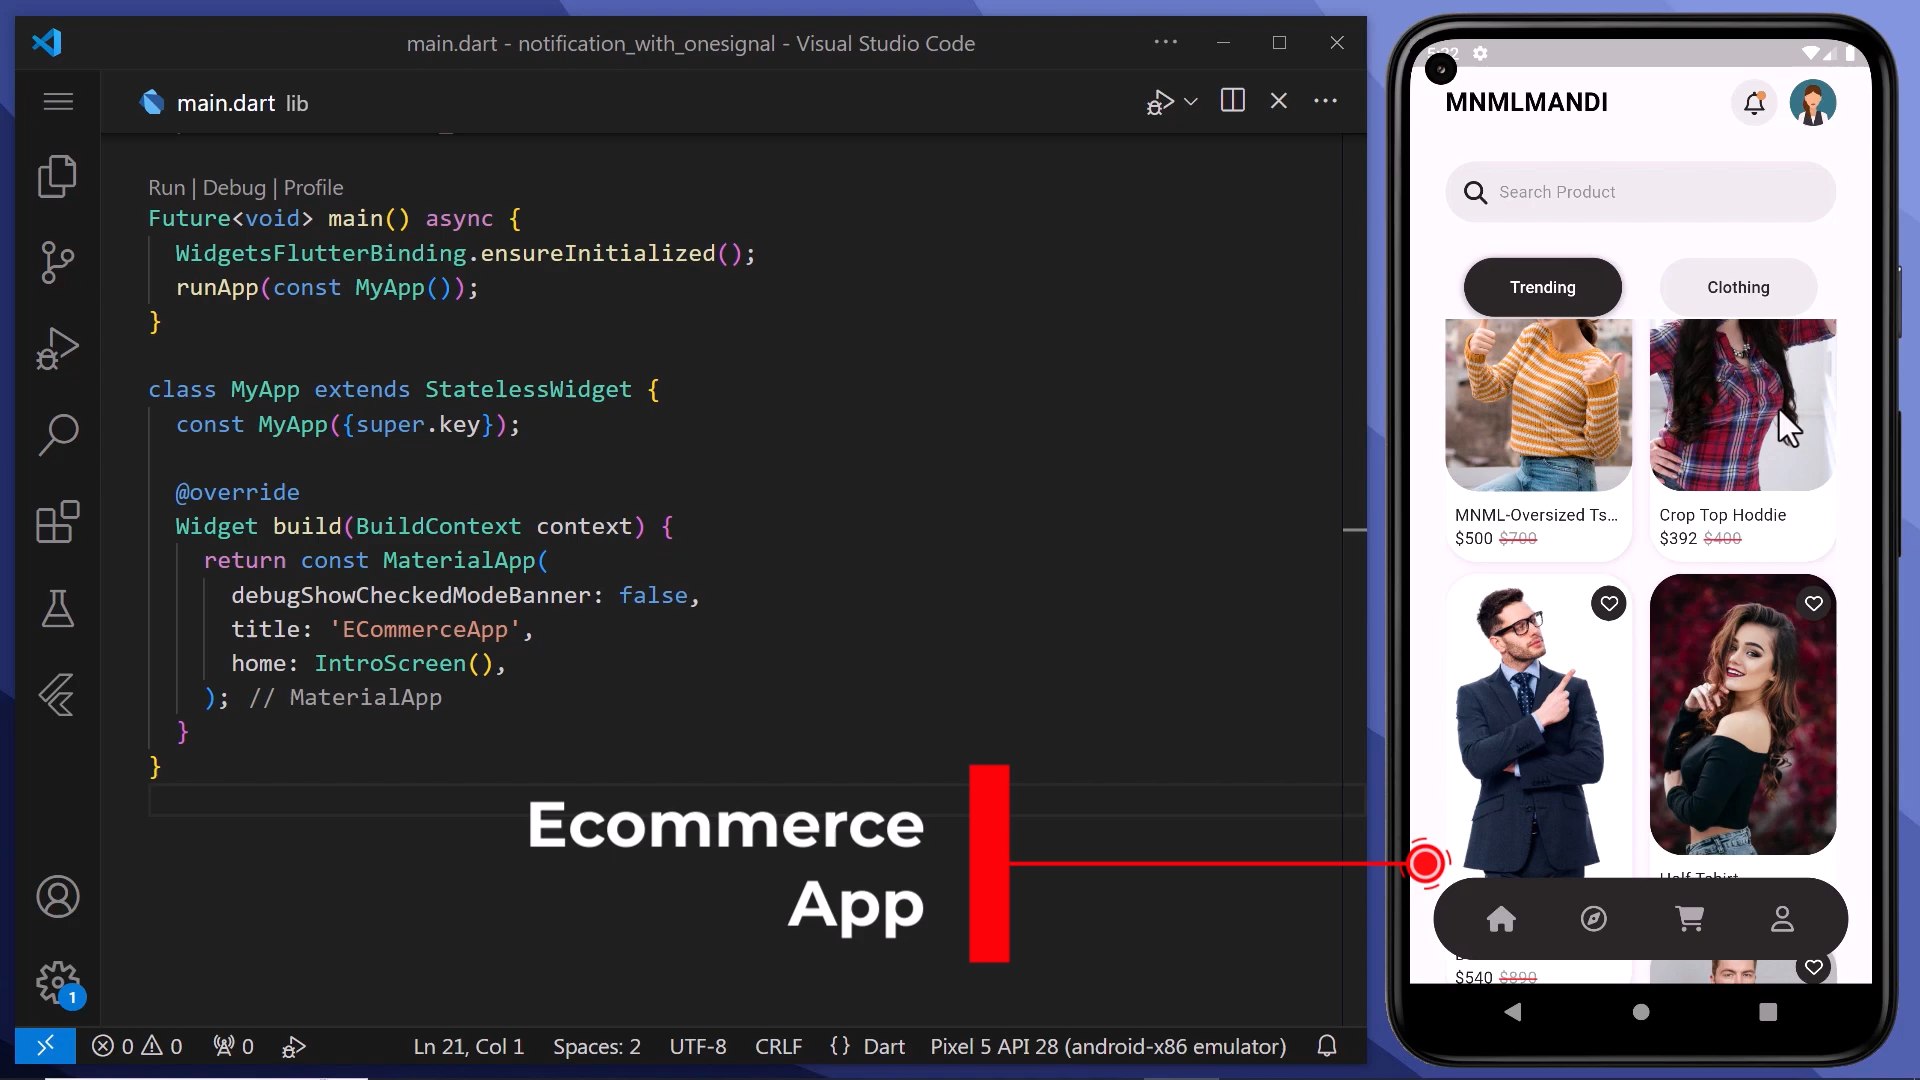 main.dart - notification_with_onesignal - Visual Studio Code
main.dart lib
Run | Debug | Profile
Future<void> main() async {
WidgetsFlutterBinding.ensureInitialized();
runApp(const MyApp());
}
class MyApp extends StatelessWidget {
const MyApp({super.key});
@override
Widget build(BuildContext context) {
return const MaterialApp(
debugShowCheckedModeBanner: false,
title: 'ECommerceApp',
home: IntroScreen(),
); // MaterialApp
}
}
Ecommerce
App
1
0 0 0
Ln 21, Col 1 Spaces: 2 UTF-8 CRLF {} Dart Pixel 5 API 28 (android-x86 emulator)
MNMLMANDI
Search Product
Trending Clothing
MNML-Oversized Ts... Crop Top Hoddie
$500 $700 $392 $400
Half Tshirt
$540 $890